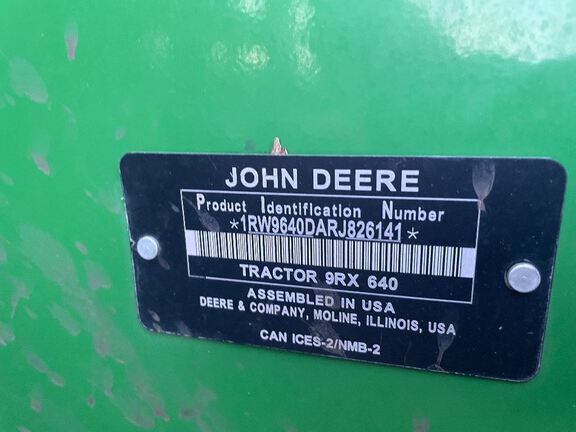 JOHN DEERE
Product Identification Number
*1RW9640DARJ826141*
TRACTOR 9RX 640
ASSEMBLED IN USA
DEERE & COMPANY, MOLINE, ILLINOIS, USA
CAN ICES-2/NMB-2